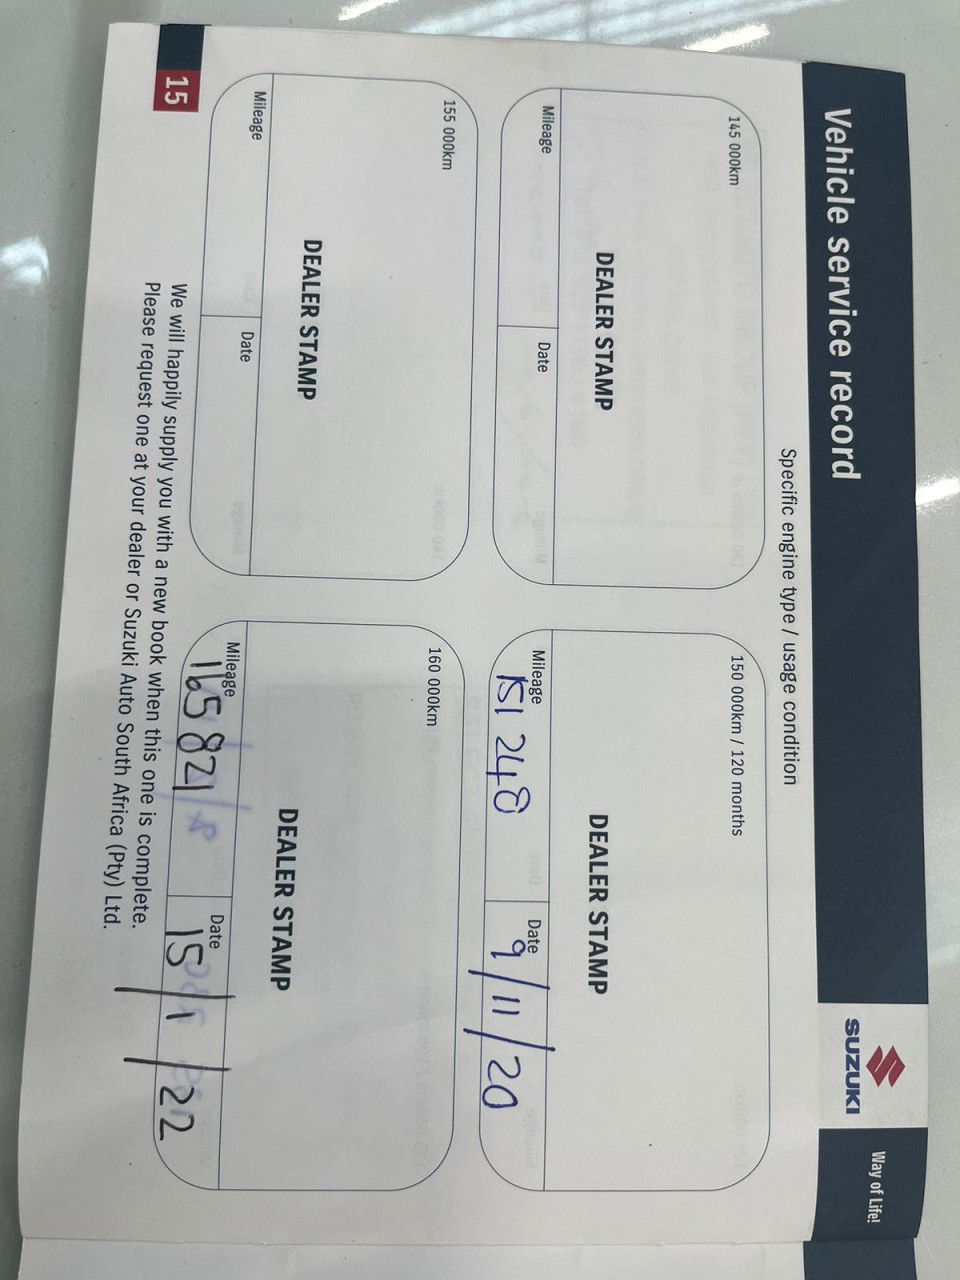 Vehicle service record
SUZUKI
Way of Life!
Specific engine type / usage condition
145 000km
DEALER STAMP
Mileage
Date
150 000km / 120 months
DEALER STAMP
Mileage 151 248
Date 9/11/20
155 000km
DEALER STAMP
Mileage
Date
160 000km
DEALER STAMP
Mileage 165 821
Date 15/1/22
We will happily supply you with a new book when this one is complete.
Please request one at your dealer or Suzuki Auto South Africa (Pty) Ltd.
15